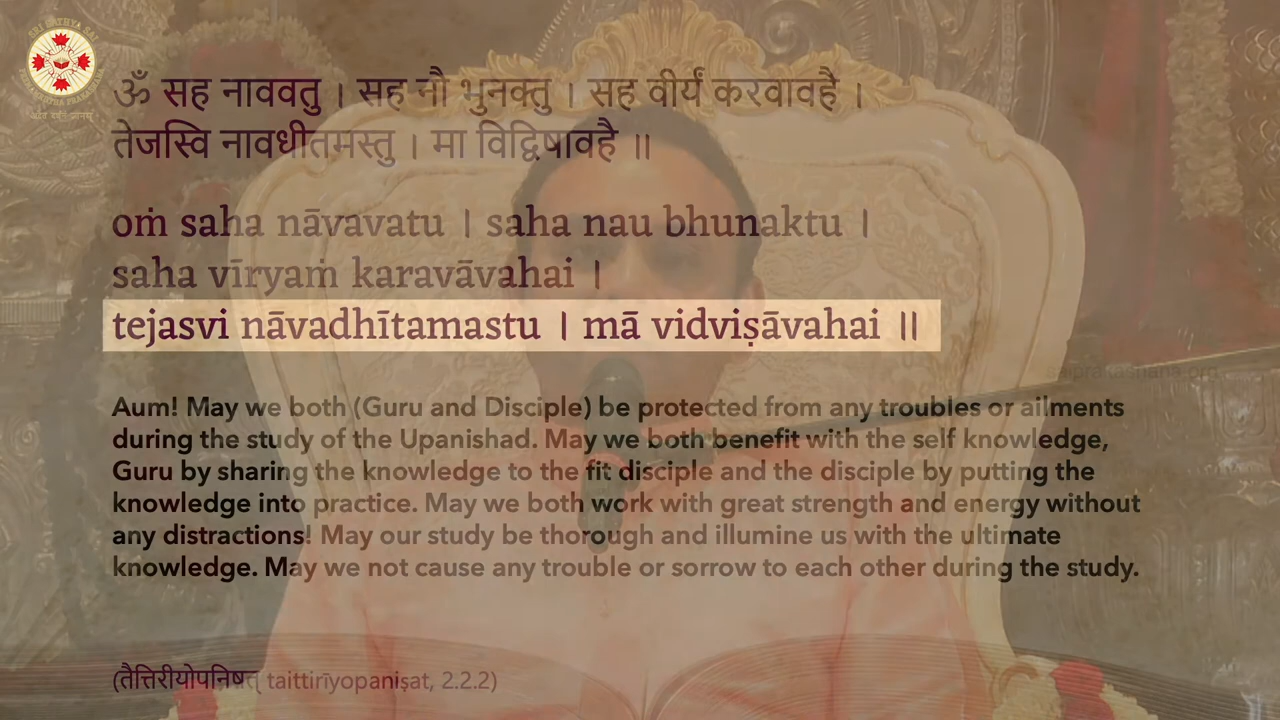 ॐ सह नाववतु । सह नौ भुनक्तु । सह वीर्यं करवावहै ।
तेजस्वि नावधीतमस्तु । मा विद्विषावहै ॥
oṁ saha nāvavatu । saha nau bhunaktu ।
saha vīryaṁ karavāvahai ।
tejasvi nāvadhītamastu । mā vidviṣāvahai ॥
saiprakashana.org
Aum! May we both (Guru and Disciple) be protected from any troubles or ailments
during the study of the Upanishad. May we both benefit with the self knowledge,
Guru by sharing the knowledge to the fit disciple and the disciple by putting the
knowledge into practice. May we both work with great strength and energy without
any distractions! May our study be thorough and illumine us with the ultimate
knowledge. May we not cause any trouble or sorrow to each other during the study.
(तैत्तिरीयोपनिषत् taittirīyopaniṣat, 2.2.2)